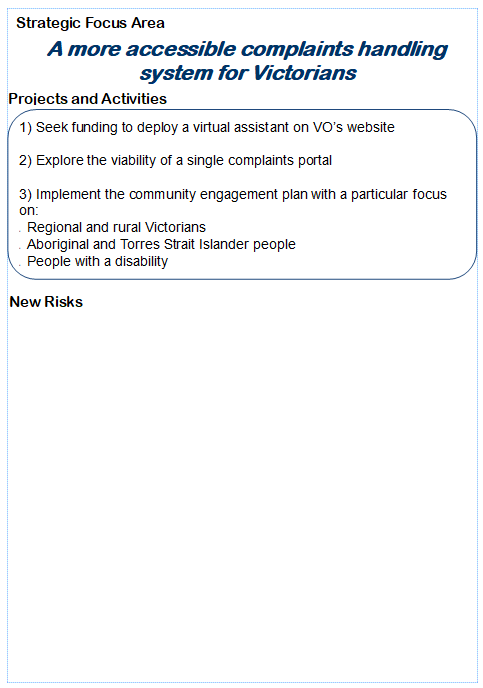 Strategic Focus Area
A more accessible complaints handling
system for Victorians
Projects and Activities
1) Seek funding to deploy a virtual assistant on VO's website
2) Explore the viability of a single complaints portal
3) Implement the community engagement plan with a particular focus
on:
. Regional and rural Victorians
. Aboriginal and Torres Strait Islander people
. People with a disability
New Risks